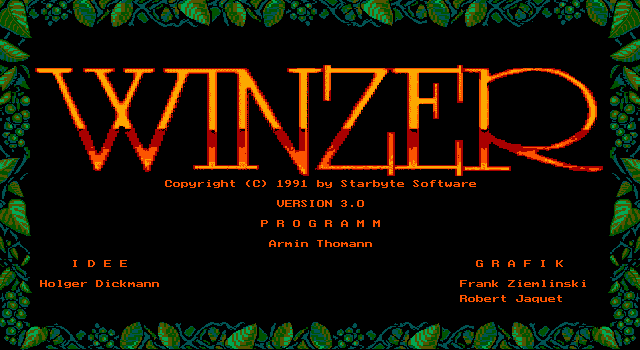 WINZER
Copyright (C) 1991 by Starbyte Software
VERSION 3.0
P R O G R A M M
Armin Thomann
I D E E
Holger Dickmann
G R A F I K
Frank Ziemlinski
Robert Jaquet